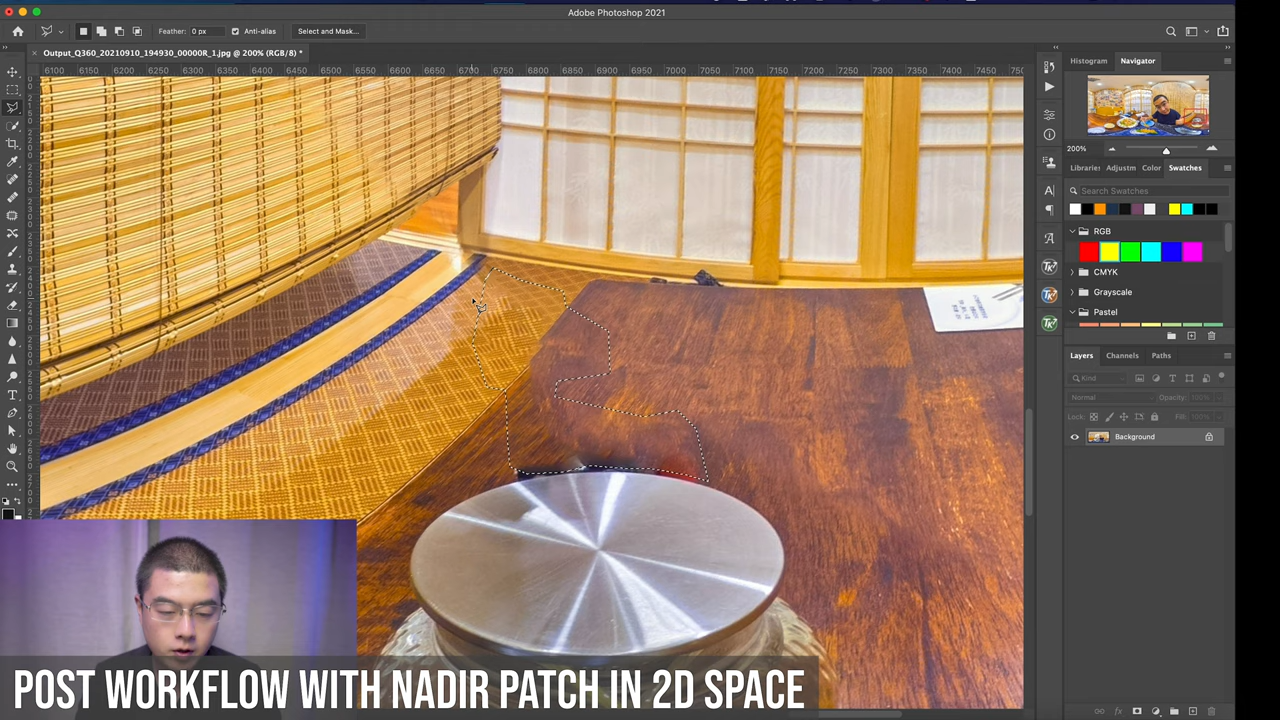 Adobe Photoshop 2021
Feather: 0 px
Anti-alias
Select and Mask...
Output_Q360_20210910_194930_00000R_1.jpg @ 200% (RGB/8) *
6100 6150 6200 6250 6300 6350 6400 6450 6500 6550 6600 6650 6700 6750 6800 6850 6900 6950 7000 7050 7100 7150 7200 7250 7300 7350 7400 7450 750
Histogram
Navigator
200%
Librarie
Adjustm
Color
Swatches
Search Swatches
RGB
CMYK
Grayscale
Pastel
Layers
Channels
Paths
Kind
Normal
Opacity: 100%
Lock:
Fill: 100%
Background
POST WORKFLOW WITH NADIR PATCH IN 2D SPACE